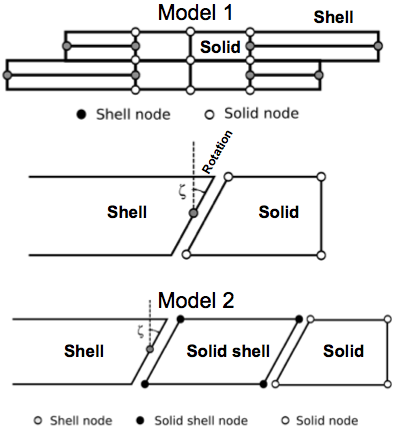 Model 1
Shell
Solid
Shell node Solid node
Rotation
ζ
Shell Solid
Model 2
ζ
Shell Solid shell Solid
Shell node Solid shell node Solid node